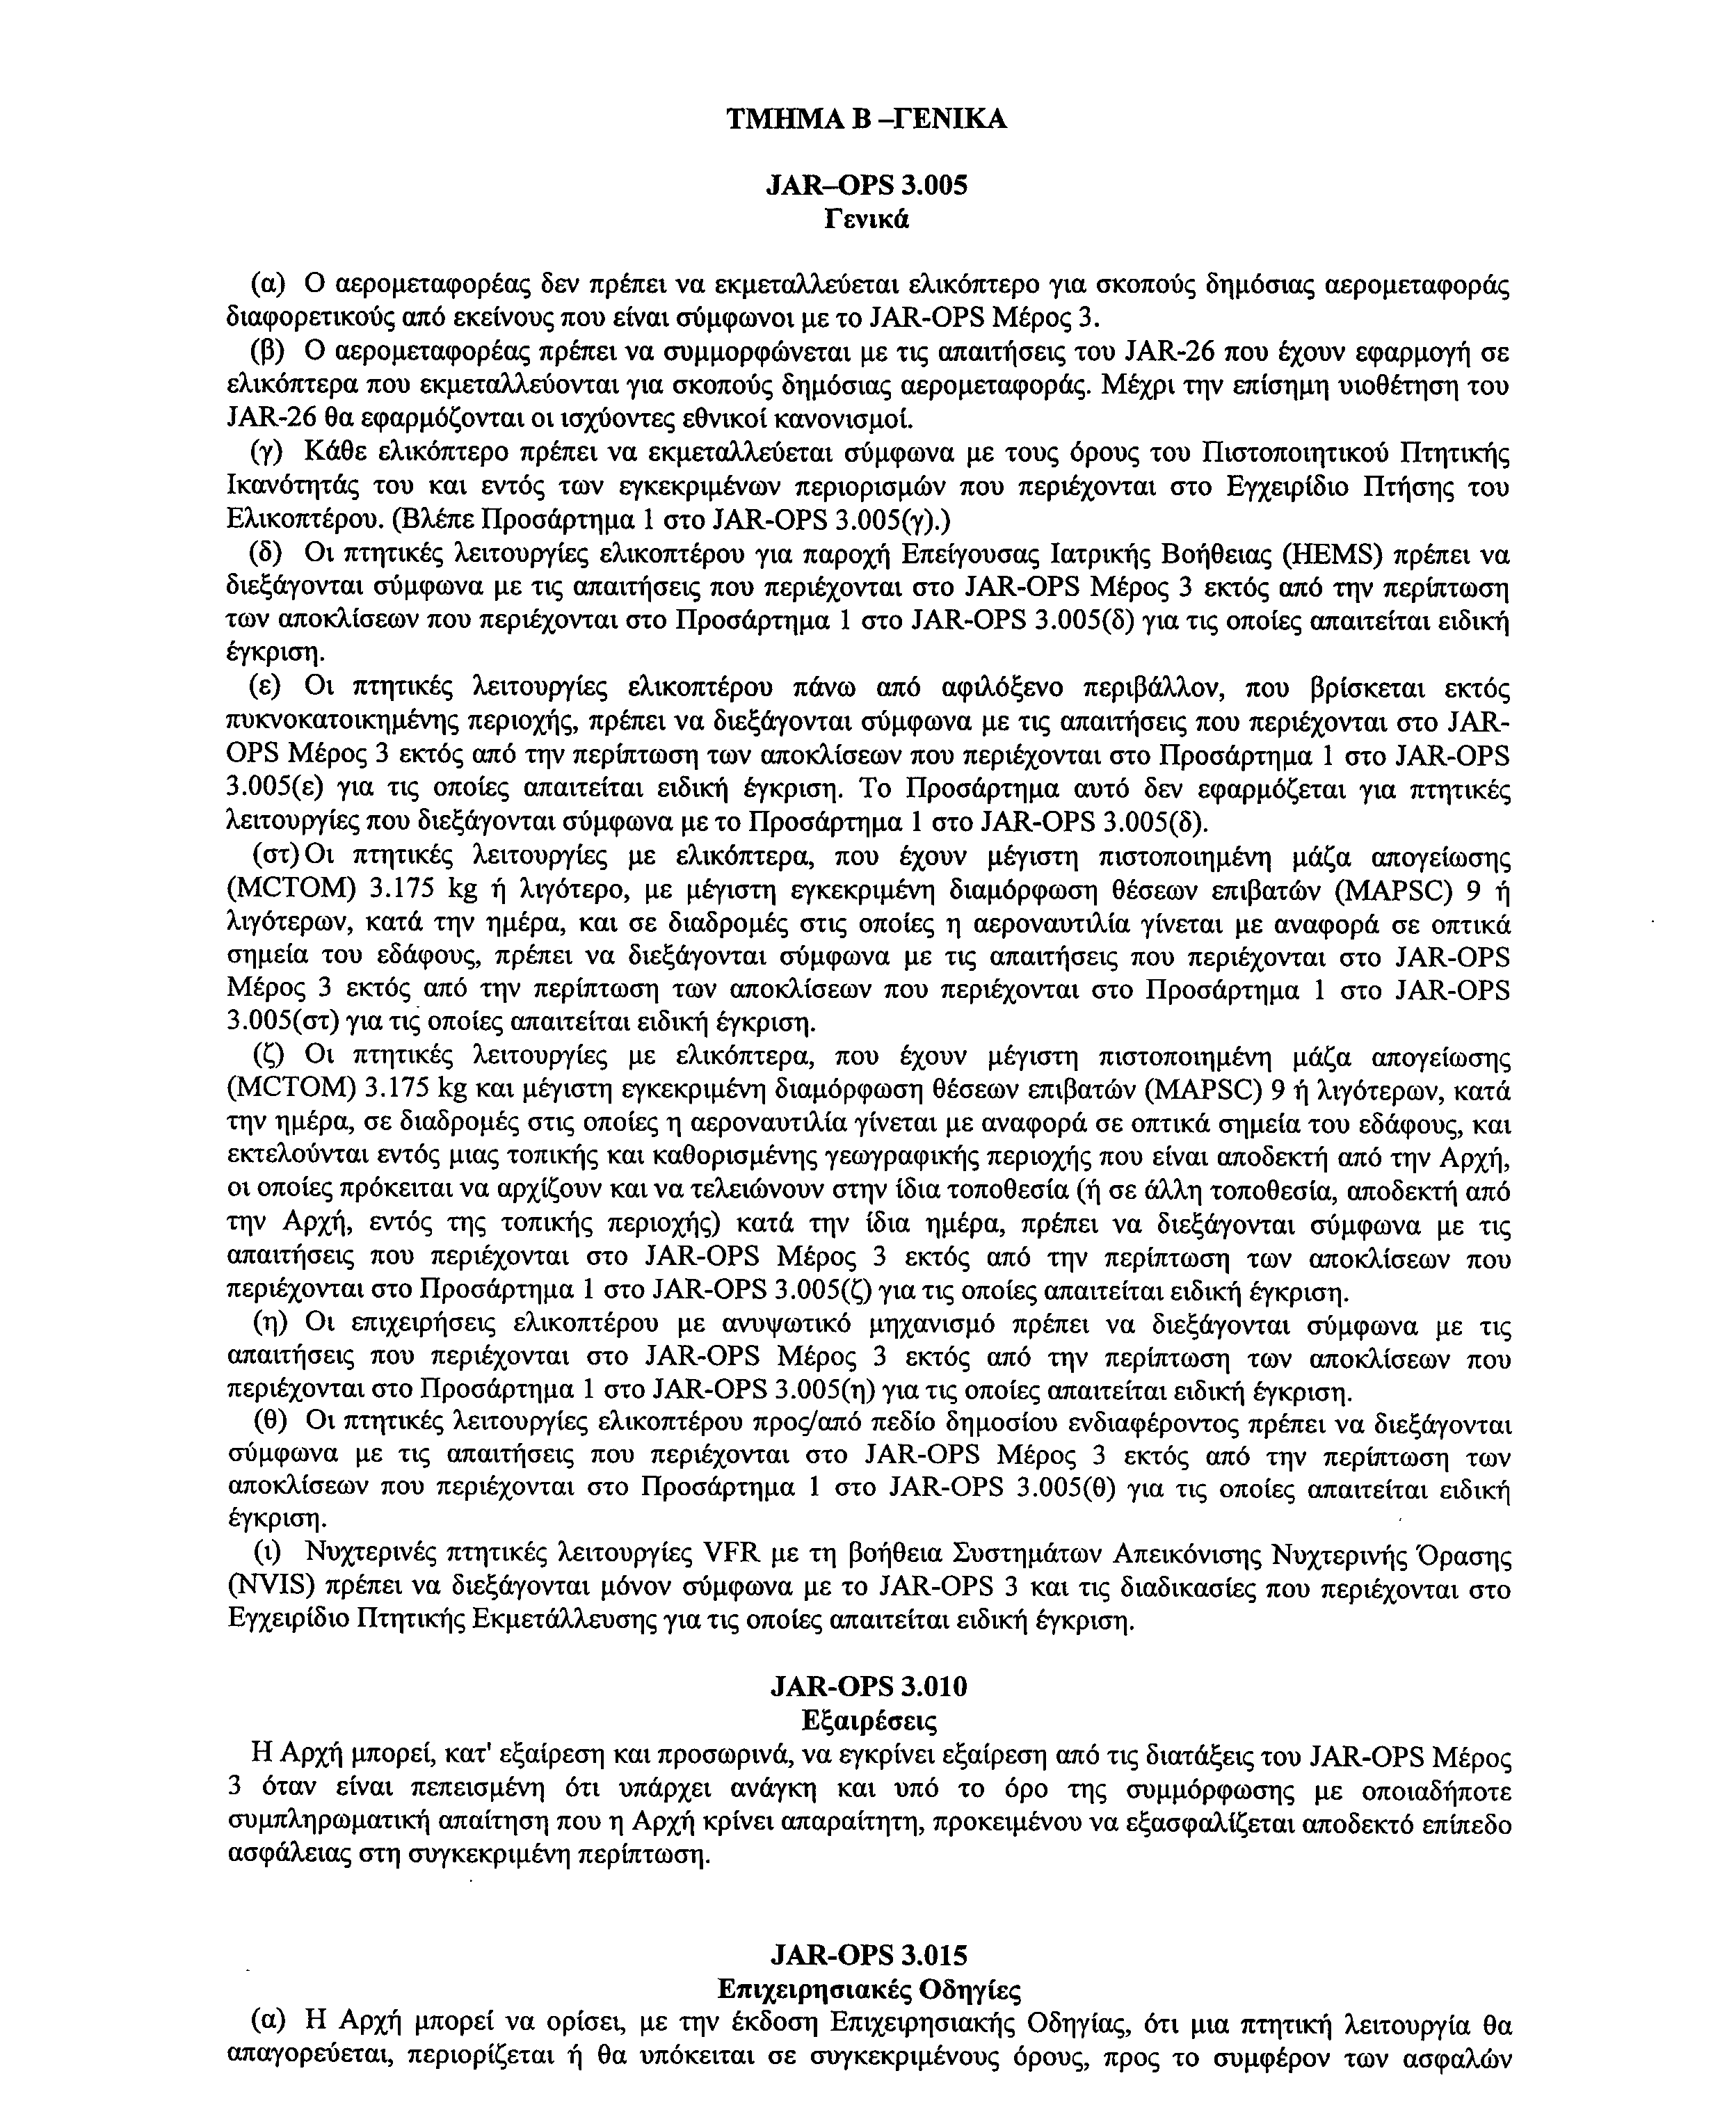 ΤΜΗΜΑ Β –ΓΕΝΙΚΑ
JAR–OPS 3.005
Γενικά
(α) Ο αερομεταφορέας δεν πρέπει να εκμεταλλεύεται ελικόπτερο για σκοπούς δημόσιας αερομεταφοράς
διαφορετικούς από εκείνους που είναι σύμφωνοι με το JAR-OPS Μέρος 3.
(β) Ο αερομεταφορέας πρέπει να συμμορφώνεται με τις απαιτήσεις του JAR-26 που έχουν εφαρμογή σε
ελικόπτερα που εκμεταλλεύονται για σκοπούς δημόσιας αερομεταφοράς. Μέχρι την επίσημη υιοθέτηση του
JAR-26 θα εφαρμόζονται οι ισχύοντες εθνικοί κανονισμοί.
(γ) Κάθε ελικόπτερο πρέπει να εκμεταλλεύεται σύμφωνα με τους όρους του Πιστοποιητικού Πτητικής
Ικανότητάς του και εντός των εγκεκριμένων περιορισμών που περιέχονται στο Εγχειρίδιο Πτήσης του
Ελικοπτέρου. (Βλέπε Προσάρτημα 1 στο JAR-OPS 3.005(γ).)
(δ) Οι πτητικές λειτουργίες ελικοπτέρου για παροχή Επείγουσας Ιατρικής Βοήθειας (HEMS) πρέπει να
διεξάγονται σύμφωνα με τις απαιτήσεις που περιέχονται στο JAR-OPS Μέρος 3 εκτός από την περίπτωση
των αποκλίσεων που περιέχονται στο Προσάρτημα 1 στο JAR-OPS 3.005(δ) για τις οποίες απαιτείται ειδική
έγκριση.
(ε) Οι πτητικές λειτουργίες ελικοπτέρου πάνω από αφιλόξενο περιβάλλον, που βρίσκεται εκτός
πυκνοκατοικημένης περιοχής, πρέπει να διεξάγονται σύμφωνα με τις απαιτήσεις που περιέχονται στο JAR-
OPS Μέρος 3 εκτός από την περίπτωση των αποκλίσεων που περιέχονται στο Προσάρτημα 1 στο JAR-OPS
3.005(ε) για τις οποίες απαιτείται ειδική έγκριση. Το Προσάρτημα αυτό δεν εφαρμόζεται για πτητικές
λειτουργίες που διεξάγονται σύμφωνα με το Προσάρτημα 1 στο JAR-OPS 3.005(δ).
(στ) Οι πτητικές λειτουργίες με ελικόπτερα, που έχουν μέγιστη πιστοποιημένη μάζα απογείωσης
(MCTOM) 3.175 kg ή λιγότερο, με μέγιστη εγκεκριμένη διαμόρφωση θέσεων επιβατών (MAPSC) 9 ή
λιγότερων, κατά την ημέρα, και σε διαδρομές στις οποίες η αεροναυτιλία γίνεται με αναφορά σε οπτικά
σημεία του εδάφους, πρέπει να διεξάγονται σύμφωνα με τις απαιτήσεις που περιέχονται στο JAR-OPS
Μέρος 3 εκτός από την περίπτωση των αποκλίσεων που περιέχονται στο Προσάρτημα 1 στο JAR-OPS
3.005(στ) για τις οποίες απαιτείται ειδική έγκριση.
(ζ) Οι πτητικές λειτουργίες με ελικόπτερα, που έχουν μέγιστη πιστοποιημένη μάζα απογείωσης
(MCTOM) 3.175 kg και μέγιστη εγκεκριμένη διαμόρφωση θέσεων επιβατών (MAPSC) 9 ή λιγότερων, κατά
την ημέρα, σε διαδρομές στις οποίες η αεροναυτιλία γίνεται με αναφορά σε οπτικά σημεία του εδάφους, και
εκτελούνται εντός μιας τοπικής και καθορισμένης γεωγραφικής περιοχής που είναι αποδεκτή από την Αρχή,
οι οποίες πρόκειται να αρχίζουν και να τελειώνουν στην ίδια τοποθεσία (ή σε άλλη τοποθεσία, αποδεκτή από
την Αρχή, εντός της τοπικής περιοχής) κατά την ίδια ημέρα, πρέπει να διεξάγονται σύμφωνα με τις
απαιτήσεις που περιέχονται στο JAR-OPS Μέρος 3 εκτός από την περίπτωση των αποκλίσεων που
περιέχονται στο Προσάρτημα 1 στο JAR-OPS 3.005(ζ) για τις οποίες απαιτείται ειδική έγκριση.
(η) Οι επιχειρήσεις ελικοπτέρου με ανυψωτικό μηχανισμό πρέπει να διεξάγονται σύμφωνα με τις
απαιτήσεις που περιέχονται στο JAR-OPS Μέρος 3 εκτός από την περίπτωση των αποκλίσεων που
περιέχονται στο Προσάρτημα 1 στο JAR-OPS 3.005(η) για τις οποίες απαιτείται ειδική έγκριση.
(θ) Οι πτητικές λειτουργίες ελικοπτέρου προς/από πεδίο δημοσίου ενδιαφέροντος πρέπει να διεξάγονται
σύμφωνα με τις απαιτήσεις που περιέχονται στο JAR-OPS Μέρος 3 εκτός από την περίπτωση των
αποκλίσεων που περιέχονται στο Προσάρτημα 1 στο JAR-OPS 3.005(θ) για τις οποίες απαιτείται ειδική
έγκριση.
(ι) Νυχτερινές πτητικές λειτουργίες VFR με τη βοήθεια Συστημάτων Απεικόνισης Νυχτερινής Όρασης
(NVIS) πρέπει να διεξάγονται μόνον σύμφωνα με το JAR-OPS 3 και τις διαδικασίες που περιέχονται στο
Εγχειρίδιο Πτητικής Εκμετάλλευσης για τις οποίες απαιτείται ειδική έγκριση.
JAR-OPS 3.010
Εξαιρέσεις
Η Αρχή μπορεί, κατ' εξαίρεση και προσωρινά, να εγκρίνει εξαίρεση από τις διατάξεις του JAR-OPS Μέρος
3 όταν είναι πεπεισμένη ότι υπάρχει ανάγκη και υπό το όρο της συμμόρφωσης με οποιαδήποτε
συμπληρωματική απαίτηση που η Αρχή κρίνει απαραίτητη, προκειμένου να εξασφαλίζεται αποδεκτό επίπεδο
ασφάλειας στη συγκεκριμένη περίπτωση.
JAR-OPS 3.015
Επιχειρησιακές Οδηγίες
(α) Η Αρχή μπορεί να ορίσει, με την έκδοση Επιχειρησιακής Οδηγίας, ότι μια πτητική λειτουργία θα
απαγορεύεται, περιορίζεται ή θα υπόκειται σε συγκεκριμένους όρους, προς το συμφέρον των ασφαλών